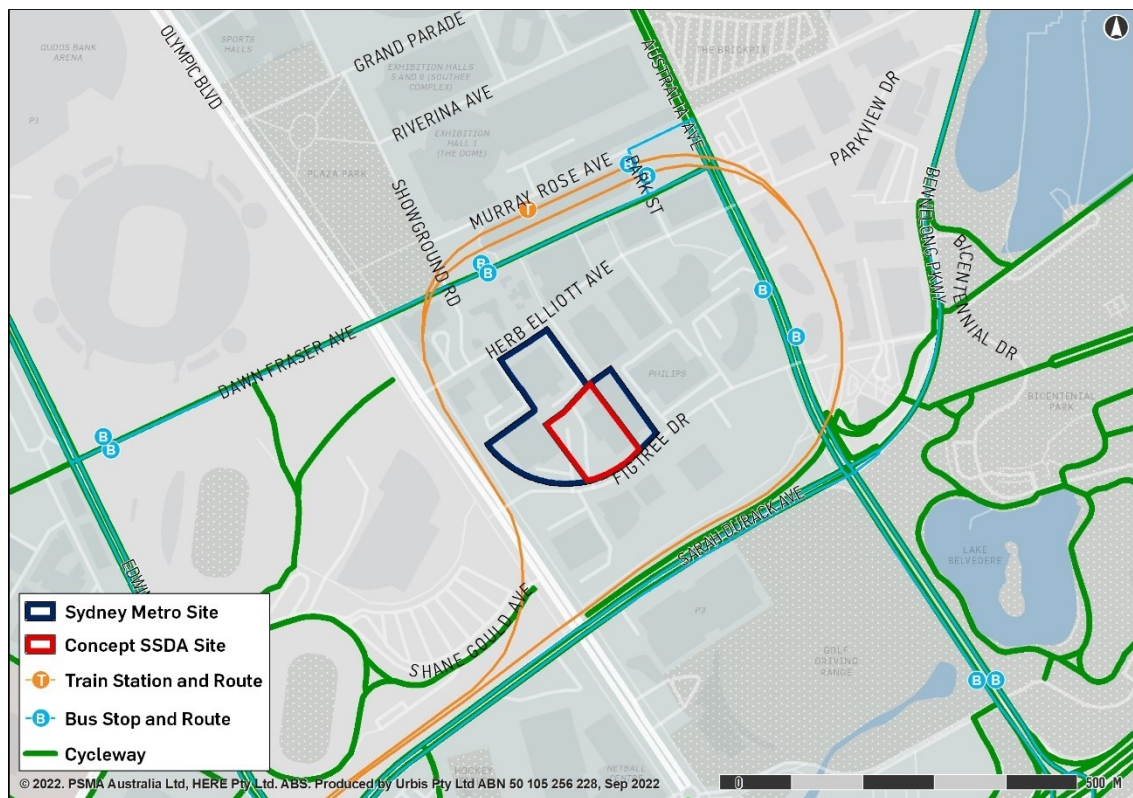 QUDOS BANK
ARENA
P1
SPORTS
HALLS
OLYMPIC BLVD
GRAND PARADE
EXHIBITION HALLS
5 AND 6 (SOUTHEE
COMPLEX)
RIVERINA AVE
EXHIBITION
HALL 1
(THE DOME)
AUSTRALIA AVE
THE BRICKPIT
PARKVIEW DR
PLAZA PARK
SHOWGROUND RD
MURRAY ROSE AVE
T
B
B
PARK ST
BENNELONG PKWY
BICENTENNIAL DR
B
B
HERB ELLIOTT AVE
B
B
DAWN FRASER AVE
PHILIPS
BICENTENIAL
PARK
FIGTREE DR
B
B
SARAH DURACK AVE
LAKE
BELVEDERE
EDWIN
SHANE GOULD AVE
P3
GOLF
DRIVING
RANGE
B
B
HOCKEY
NETBALL
CENTRE
Sydney Metro Site
Concept SSDA Site
T Train Station and Route
B Bus Stop and Route
Cycleway
© 2022. PSMA Australia Ltd, HERE Pty Ltd. ABS. Produced by Urbis Pty Ltd ABN 50 105 256 228, Sep 2022
0 500 M